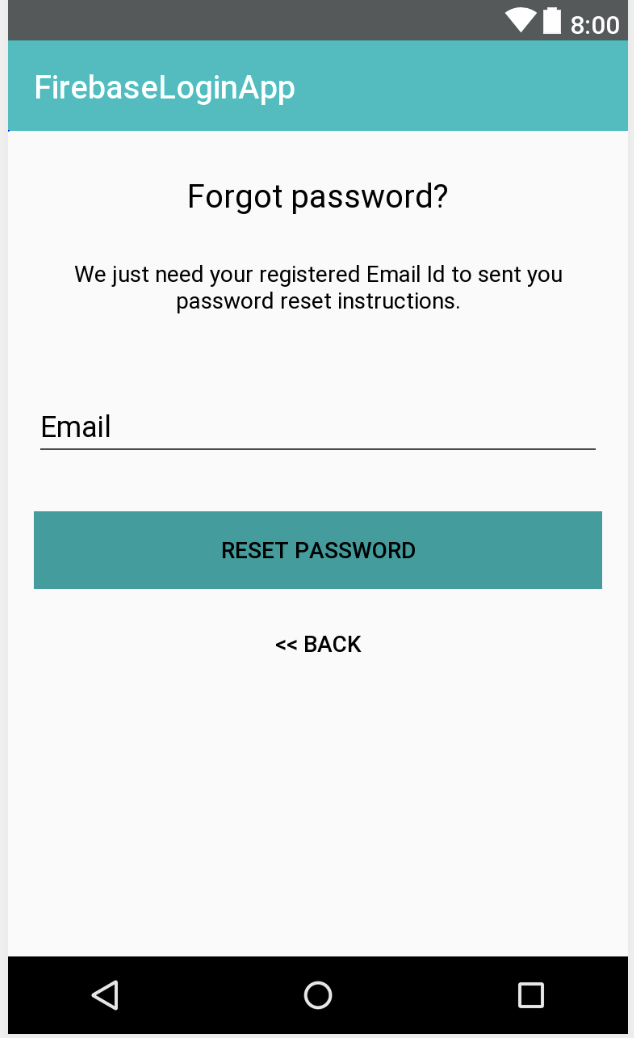 8:00
FirebaseLoginApp
Forgot password?
We just need your registered Email Id to sent you
password reset instructions.
Email
RESET PASSWORD
<< BACK